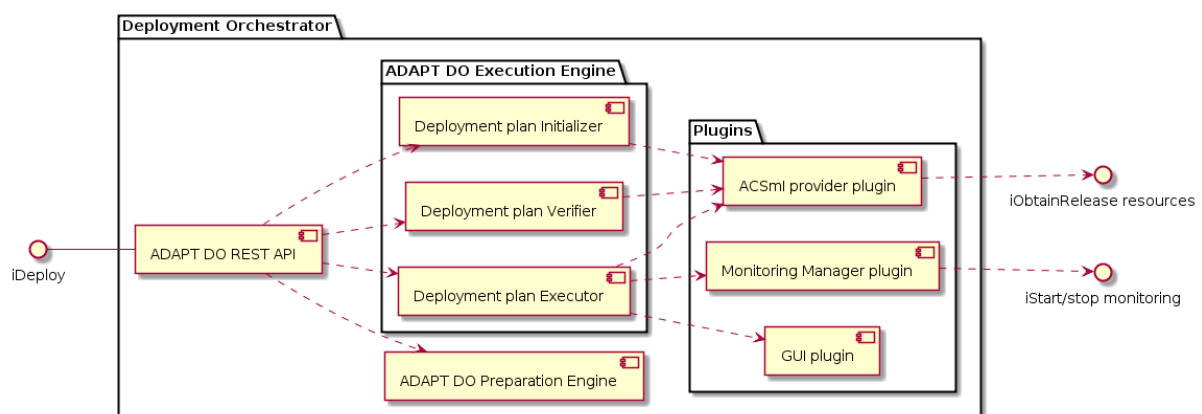 Deployment Orchestrator
ADAPT DO Execution Engine
Deployment plan Initializer
Plugins
ACSmI provider plugin
iObtainRelease resources
Deployment plan Verifier
ADAPT DO REST API
iDeploy
Monitoring Manager plugin
iStart/stop monitoring
Deployment plan Executor
GUI plugin
ADAPT DO Preparation Engine